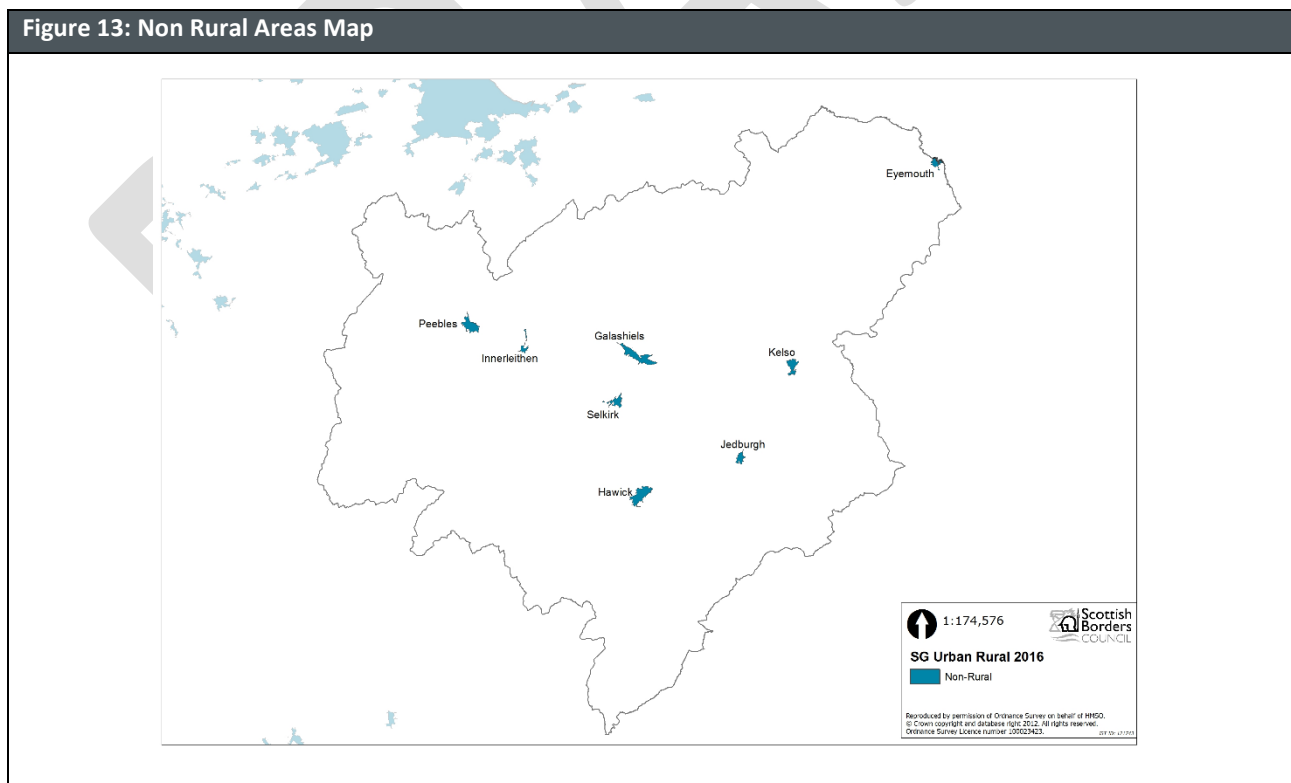 Figure 13: Non Rural Areas Map
Eyemouth
Peebles
Innerleithen
Galashiels
Kelso
Selkirk
Jedburgh
Hawick
1:174,576
Scottish
Borders
COUNCIL
SG Urban Rural 2016
Non-Rural
Reproduced by permission of Ordnance Survey on behalf of HMSO.
© Crown copyright and database right 2012. All rights reserved.
Ordnance Survey Licence number 100023423.